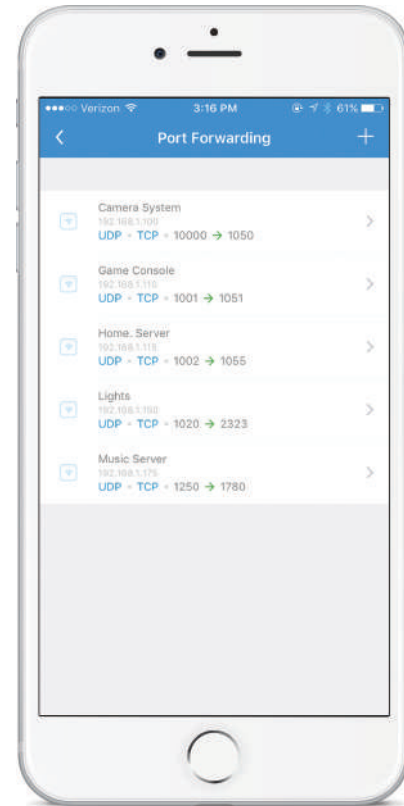 Verizon 3:16 PM 61%
Port Forwarding
Camera System
192.168.1.100
UDP • TCP • 10000 → 1050
Game Console
UDP • TCP • 1001 → 1051
Home. Server
UDP • TCP • 1002 → 1055
Lights
192.168.1.190
UDP • TCP • 1020 → 2323
Music Server
192.168.1.175
UDP • TCP • 1250 → 1780